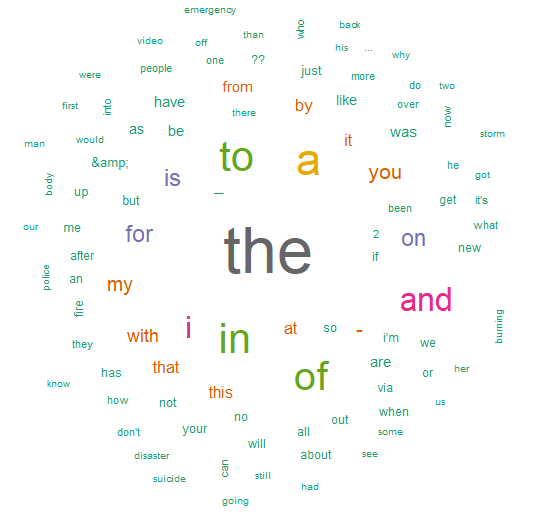 emergency
video off than who back
his ...
were people one ?? just more why
first into have from by like do two
there over now
man would as be it was storm
&amp; to a you he got
body up is — been get it's
but
our me for the 2 on what
after if new
police an my and
fire i in at so - i'm we burning
they with are
has that of or her
know how not this via us
no out when
don't your will all some
disaster can about see
suicide still
going had